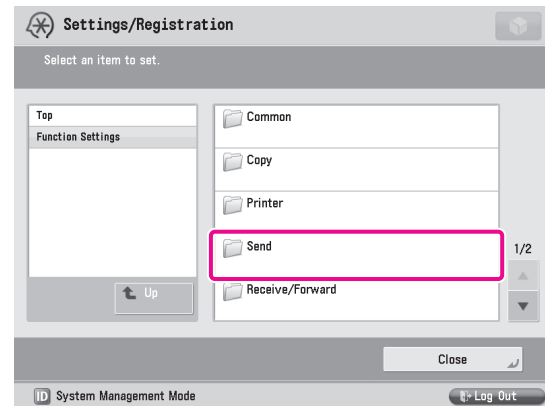 Settings/Registration
Select an item to set.
Top
Function Settings
Common
Copy
Printer
Send
1/2
Receive/Forward
Up
Close
ID System Management Mode
Log Out